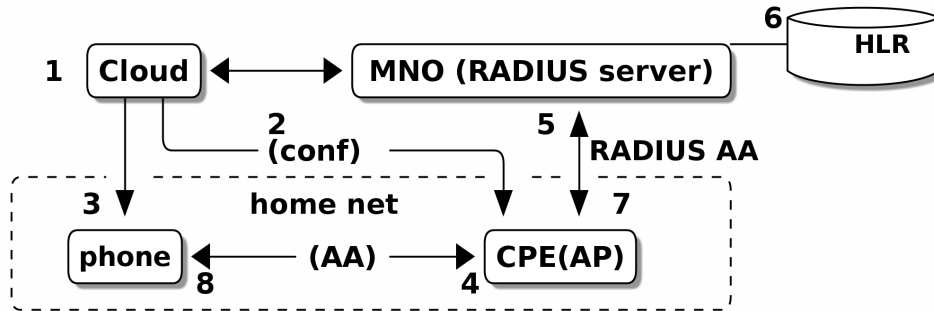 6
HLR
1
Cloud
MNO (RADIUS server)
2
(conf)
5
RADIUS AA
3
home net
7
phone
(AA)
CPE(AP)
8
4